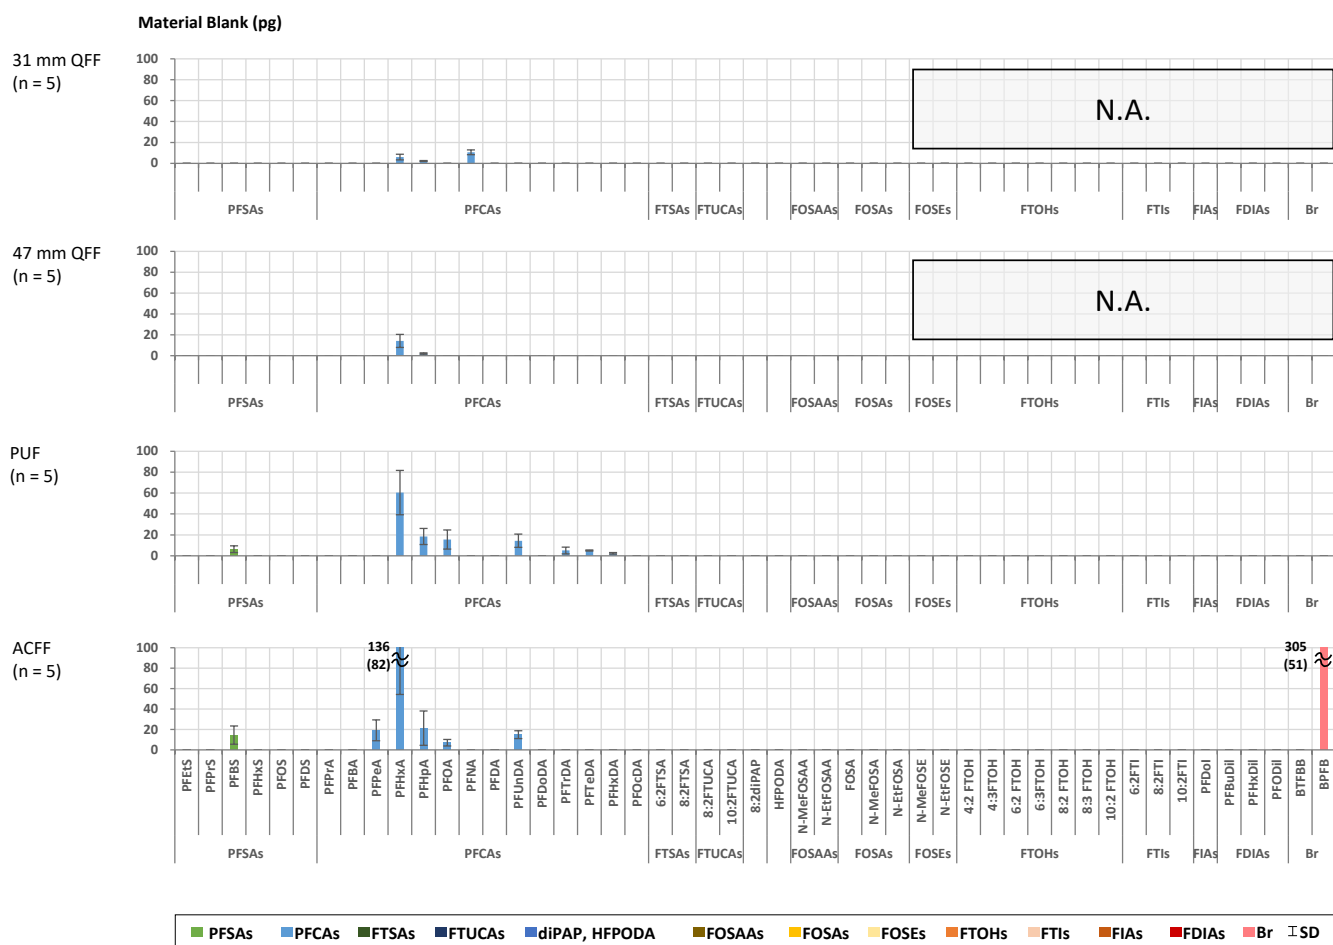 Material Blank (pg)
31 mm QFF
(n = 5)
100
80
60
40
20
0
N.A.
PFSAs PFCAs FTSAs FTUCAs FOSAAs FOSAs FOSEs FTOHs FTIs FIAs FDIAs Br
47 mm QFF
(n = 5)
100
80
60
40
20
0
N.A.
PFSAs PFCAs FTSAs FTUCAs FOSAAs FOSAs FOSEs FTOHs FTIs FIAs FDIAs Br
PUF
(n = 5)
100
80
60
40
20
0
PFSAs PFCAs FTSAs FTUCAs FOSAAs FOSAs FOSEs FTOHs FTIs FIAs FDIAs Br
ACFF
(n = 5)
100
80
60
40
20
0
136
(82)
305
(51)
PFEtS
PFPrS
PFBS
PFHxS
PFOS
PFDS
PFPrA
PFBA
PFPeA
PFHxA
PFHpA
PFOA
PFNA
PFDA
PFUnDA
PFDoDA
PFTrDA
PFTeDA
PFHxDA
PFOcDA
6:2FTSA
8:2FTSA
8:2FTUCA
10:2FTUCA
8:2diPAP
HFPODA
N-MeFOSAA
N-EtFOSAA
FOSA
N-MeFOSA
N-EtFOSA
N-MeFOSE
N-EtFOSE
4:2 FTOH
4:3FTOH
6:2 FTOH
6:3FTOH
8:2 FTOH
8:3 FTOH
10:2 FTOH
6:2FTI
8:2FTI
10:2FTI
PFDoI
PFBuDiI
PFHxDiI
PFODiI
BTFBB
BPFB
PFSAs PFCAs FTSAs FTUCAs FOSAAs FOSAs FOSEs FTOHs FTIs FIAs FDIAs Br
PFSAs PFCAs FTSAs FTUCAs diPAP, HFPODA FOSAAs FOSAs FOSEs FTOHs FTIs FIAs FDIAs Br SD